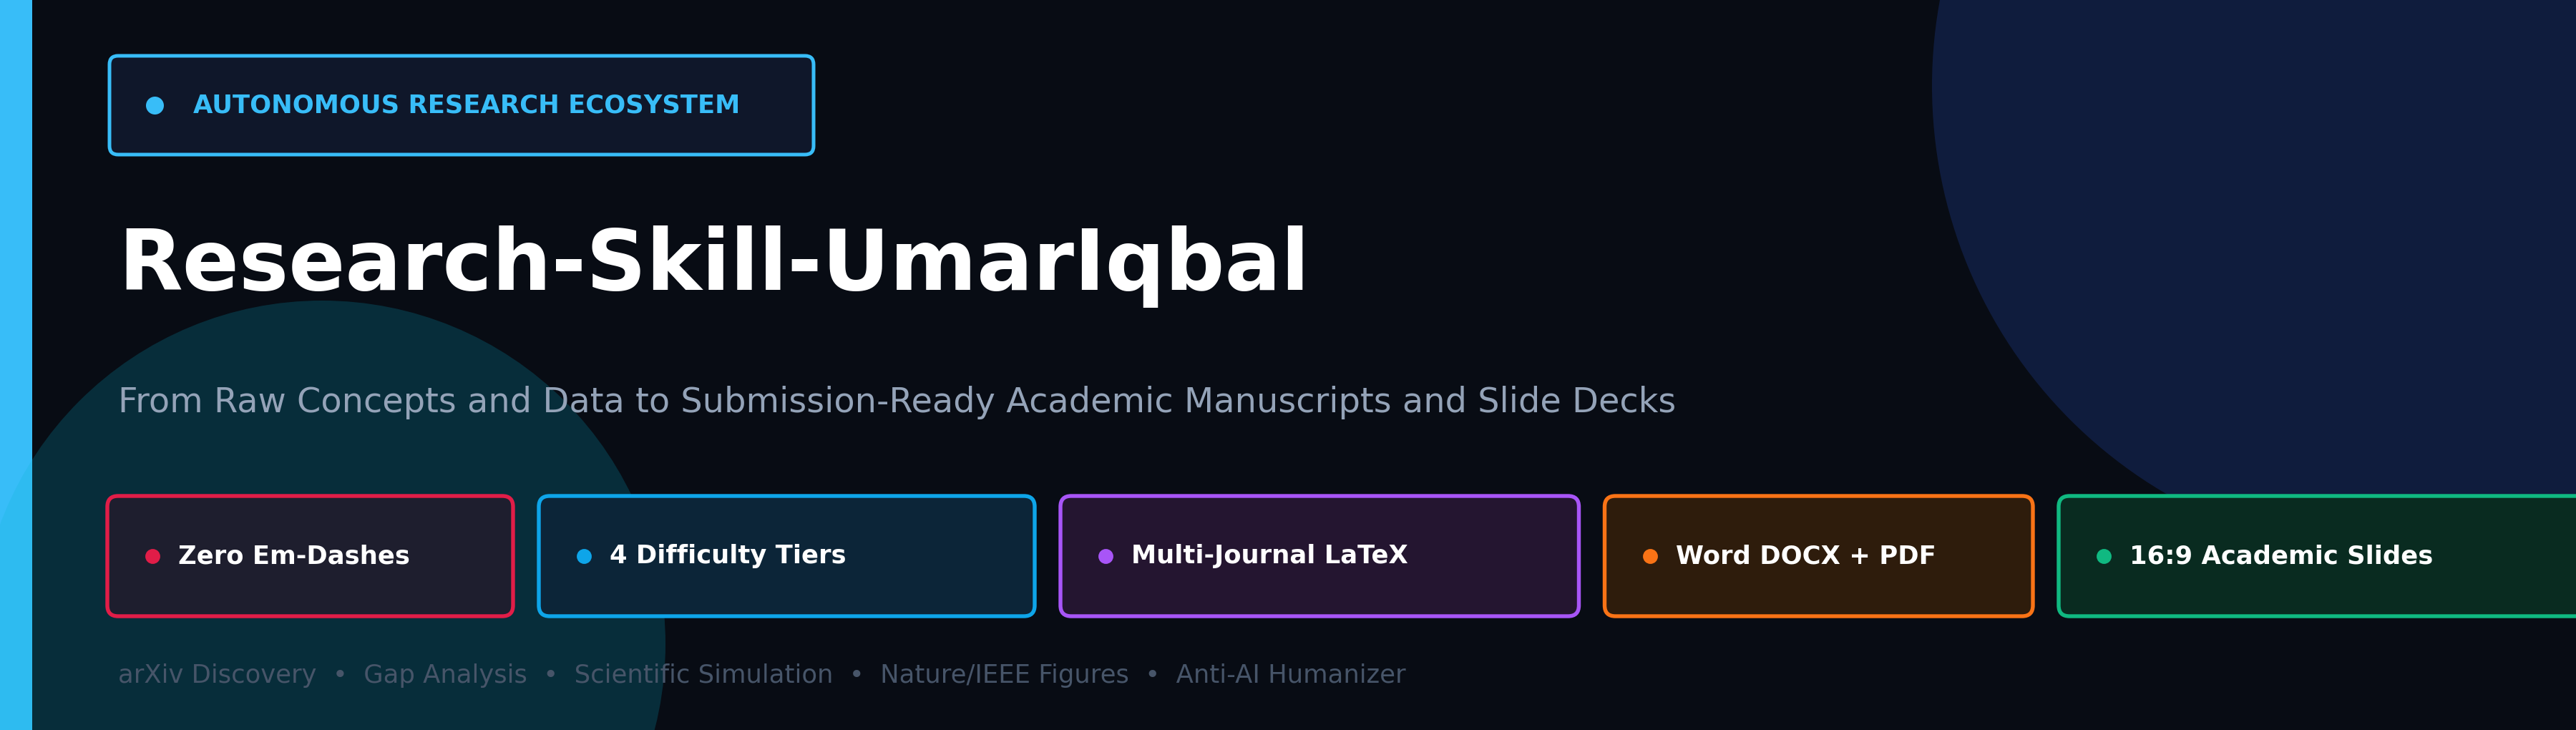 AUTONOMOUS RESEARCH ECOSYSTEM
Research-Skill-UmarIqbal
From Raw Concepts and Data to Submission-Ready Academic Manuscripts and Slide Decks
Zero Em-Dashes
4 Difficulty Tiers
Multi-Journal LaTeX
Word DOCX + PDF
16:9 Academic Slides
arXiv Discovery • Gap Analysis • Scientific Simulation • Nature/IEEE Figures • Anti-AI Humanizer